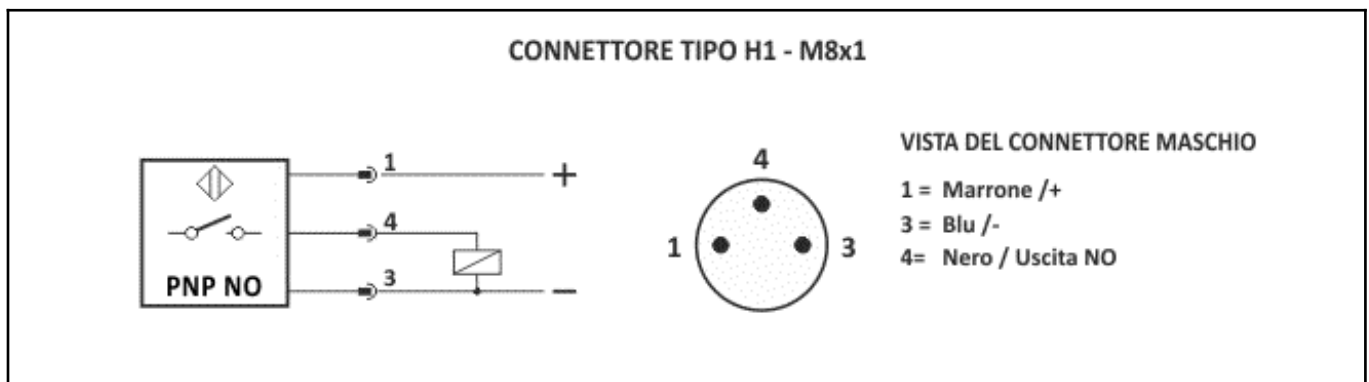 CONNETTORE TIPO H1 - M8x1
1
+
4
3
−
PNP NO
4
1
3
VISTA DEL CONNETTORE MASCHIO
1 = Marrone /+
3 = Blu /-
4= Nero / Uscita NO